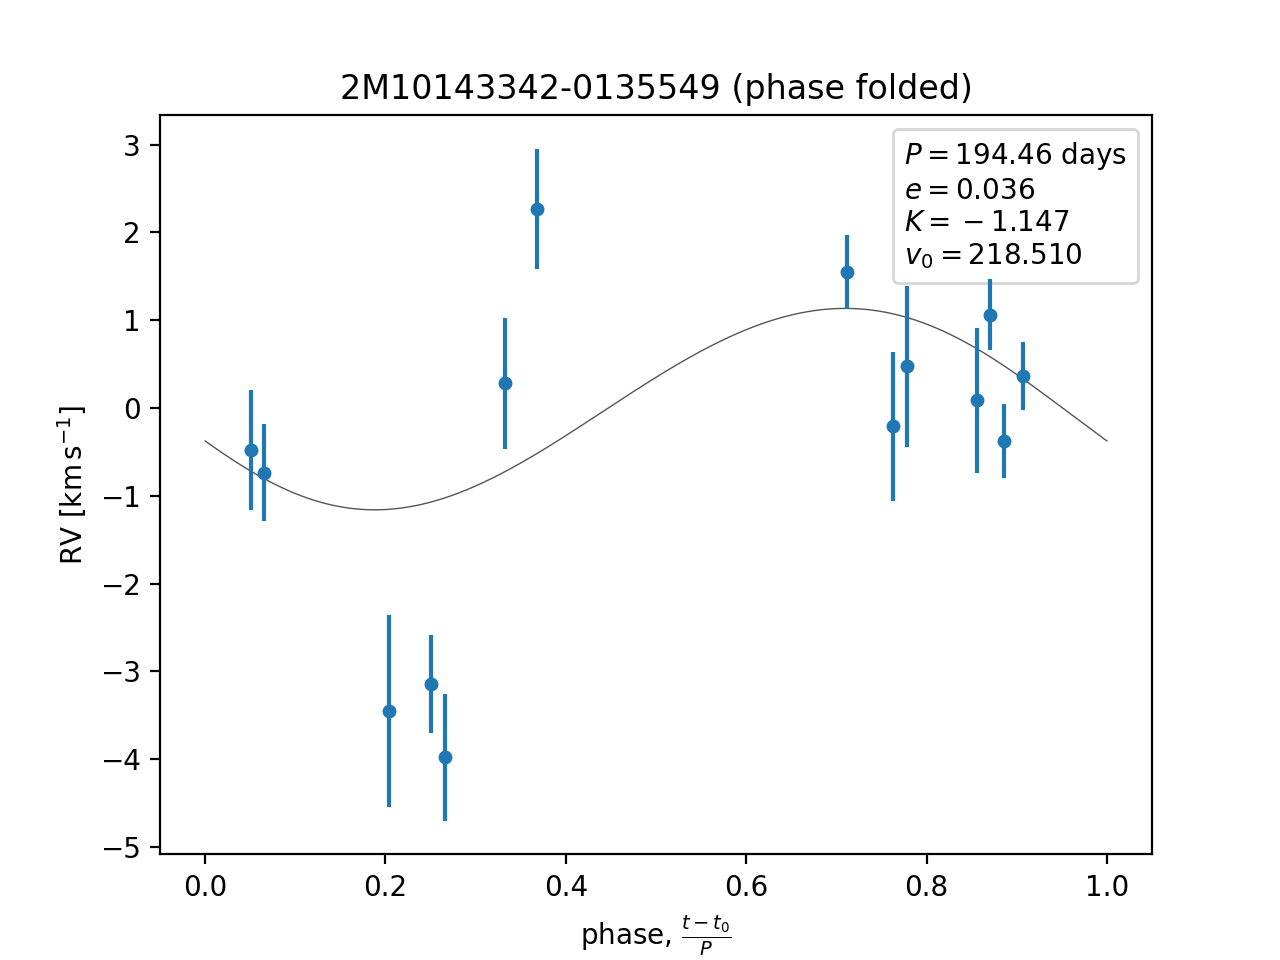 2M10143342-0135549 (phase folded)
P = 194.46 days
e = 0.036
K = − 1.147
v₀ = 218.510
3
2
1
0
−1
−2
−3
−4
−5
RV [km s⁻¹]
0.0 0.2 0.4 0.6 0.8 1.0
phase, (t − t₀)/P